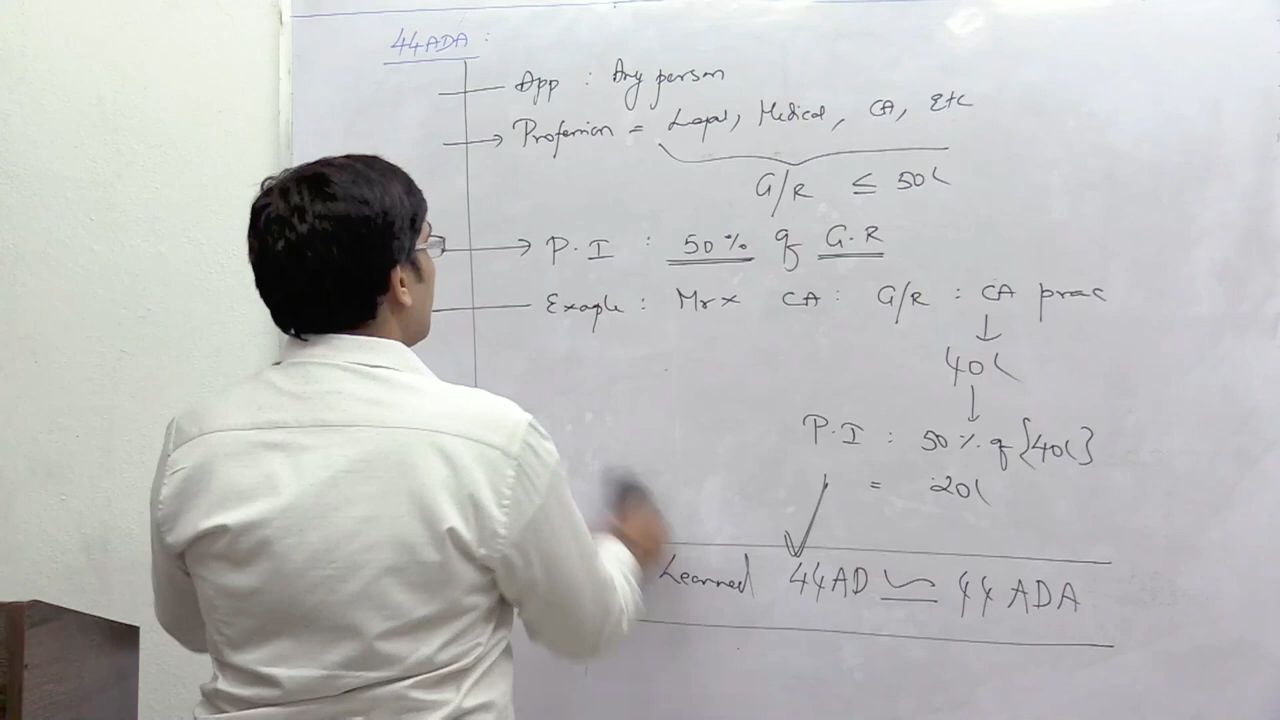 44ADA :
App : Any person
Profession = Legal, Medical, CA, Etc
G/R ≤ 50L
P.I : 50% of G.R
Exaple : Mr x CA : G/R : CA prac
40L
P.I : 50% of {40L}
= 20L
Learned 44AD 44ADA